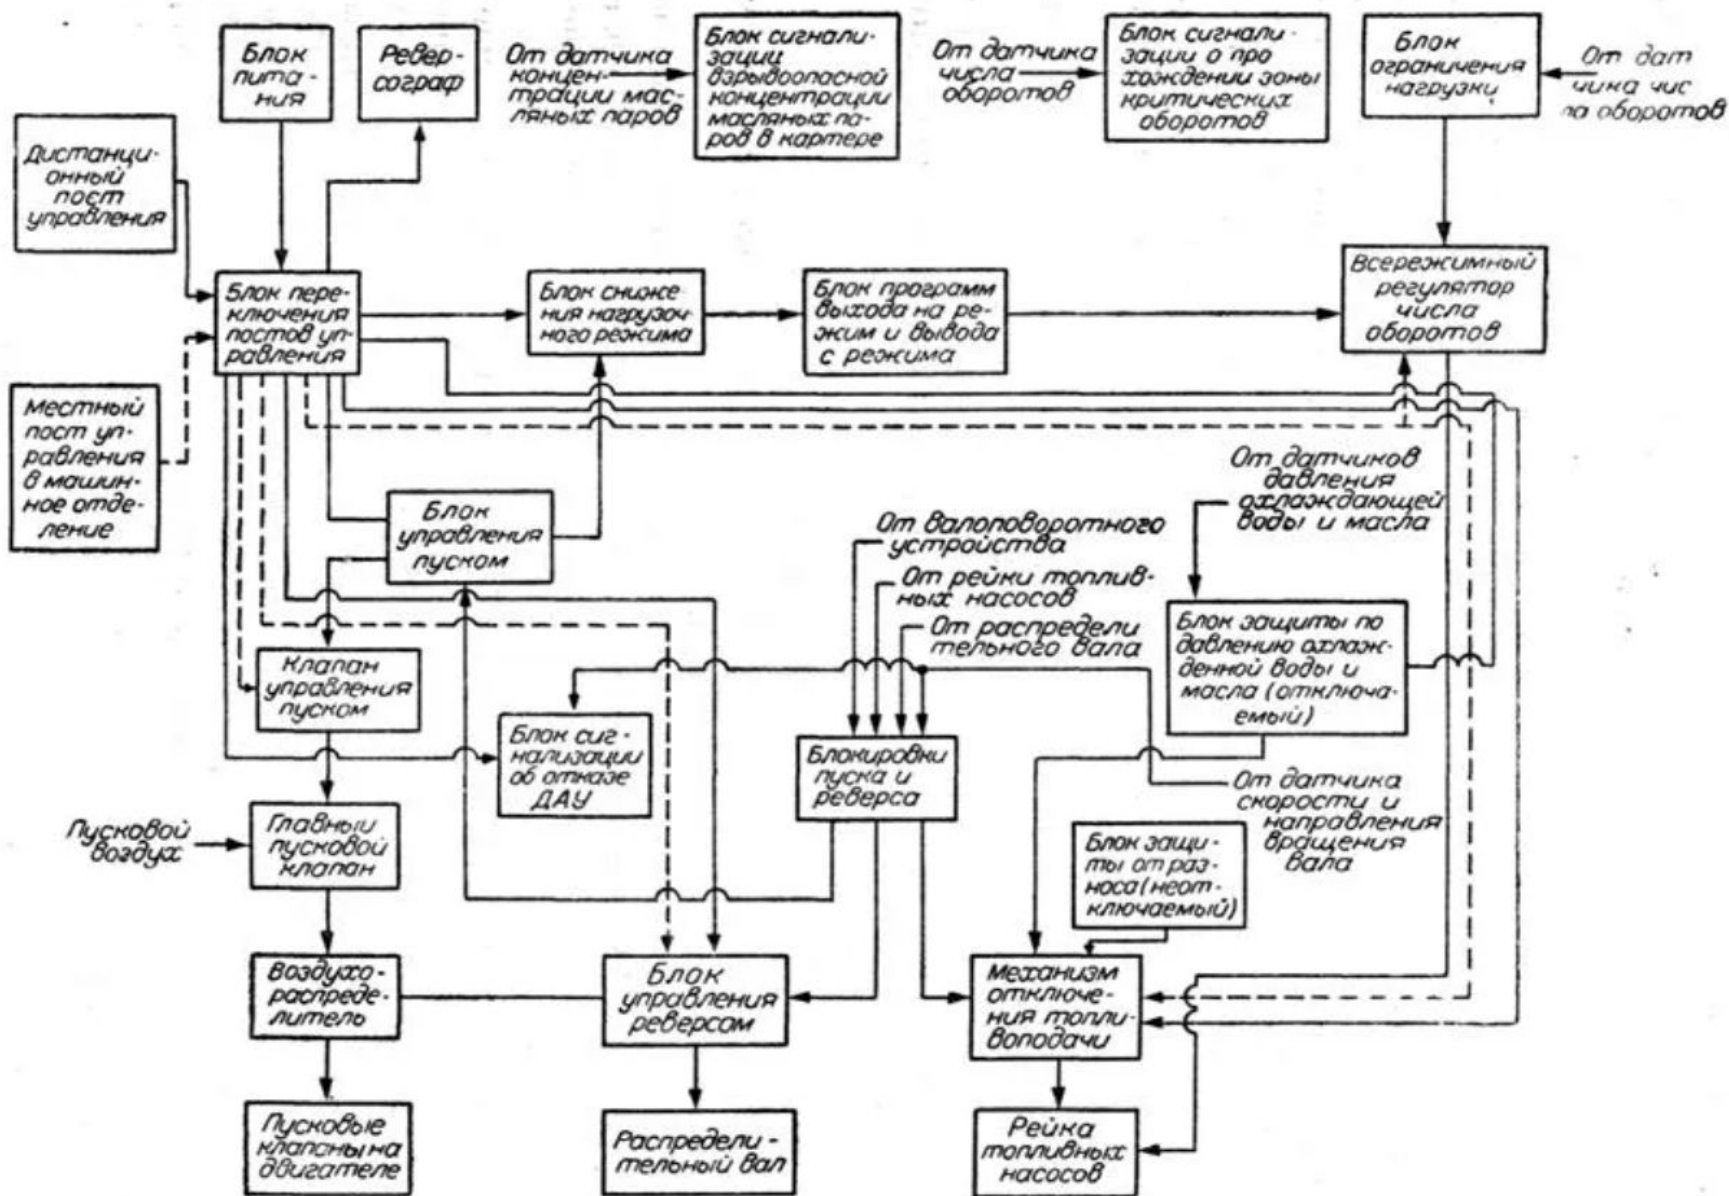 Блок
пита-
ния
Ревер-
сограф
От датчика
концен-
трации мас-
ляных паров
Блок сигнали-
зации
взрывоопасной
концентрации
масляных па-
ров в картере
От датчика
числа
оборотов
Блок сигнали-
зации о про
хождении зоны
критических
оборотов
Блок
ограничения
нагрузки
От дат
чика чис
ла оборотов
Дистанци-
онный
пост
управления
Блок пере-
ключения
постов уп-
равления
Блок сниже-
ния нагрузоч-
ного режима
Блок программ
выхода на ре-
жим и вывода
с режима
Всережимный
регулятор
числа
оборотов
Местный
пост уп-
равления
в машин-
ное отде-
ление
Блок
управления
пуском
От валоповоротного
устройства
От рейки топлив-
ных насосов
От распредели
тельного вала
От датчиков
давления
охлаждающей
воды и масла
Клапан
управления
пуском
Блок сиг-
нализации
об отказе
ДАУ
Блокировки
пуска и
реверса
Блок защиты по
давлению охлаж-
денной воды и
масла (отключа-
емый)
От датчика
скорости и
направления
вращения
вала
Пусковой
воздух
Главный
пусковой
клапан
Блок защи-
ты от раз-
носа (неот-
ключаемый)
Воздухо-
распреде-
литель
Блок
управления
реверсом
Механизм
отключе-
ния топли-
воподачи
Пусковые
клапаны на
двигателе
Распредели-
тельный вал
Рейка
топливных
насосов